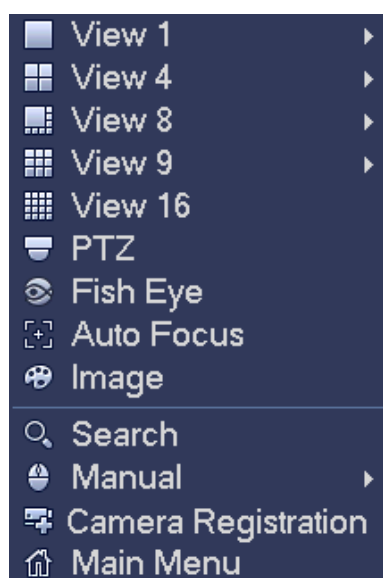 View 1
View 4
View 8
View 9
View 16
PTZ
Fish Eye
Auto Focus
Image
Search
Manual
Camera Registration
Main Menu